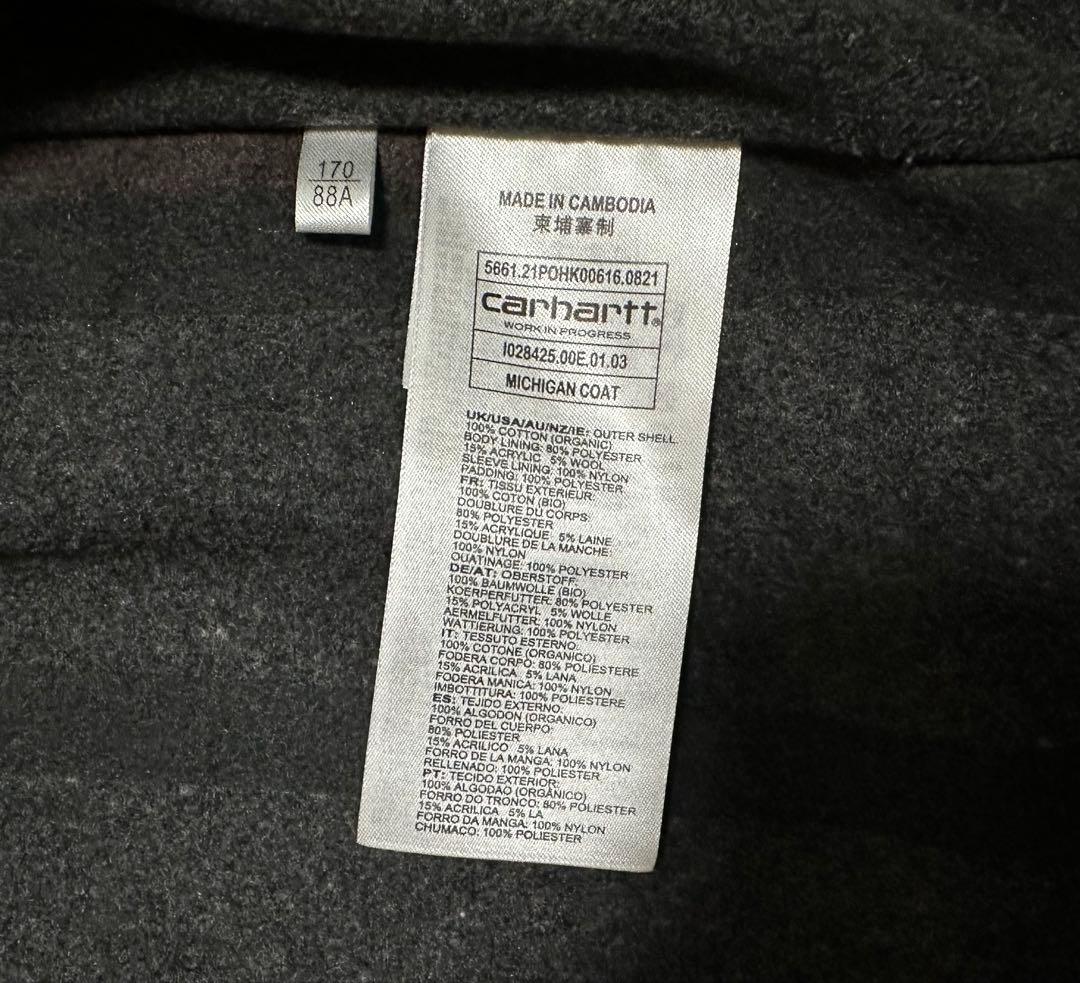 170
88A
MADE IN CAMBODIA
柬埔寨制
5661.21POHK00616.0821
carhartt®
WORK IN PROGRESS
I028425.00E.01.03
MICHIGAN COAT
UK/USA/AU/NZ/IE: OUTER SHELL
100% COTTON (ORGANIC)
BODY LINING: 80% POLYESTER
15% ACRYLIC 5% WOOL
SLEEVE LINING: 100% NYLON
PADDING: 100% POLYESTER
FR: TISSU EXTERIEUR:
100% COTON (BIO)
DOUBLURE DU CORPS:
80% POLYESTER
15% ACRYLIQUE 5% LAINE
DOUBLURE DE LA MANCHE:
100% NYLON
OUATINAGE: 100% POLYESTER
DE/AT: OBERSTOFF:
100% BAUMWOLLE (BIO)
KOERPERFUTTER: 80% POLYESTER
15% POLYACRYL 5% WOLLE
AERMELFUTTER: 100% NYLON
WATTIERUNG: 100% POLYESTER
IT: TESSUTO ESTERNO:
100% COTONE (ORGANICO)
FODERA CORPO: 80% POLIESTERE
15% ACRILICA 5% LANA
FODERA MANICA: 100% NYLON
IMBOTTITURA: 100% POLIESTERE
ES: TEJIDO EXTERNO:
100% ALGODON (ORGANICO)
FORRO DEL CUERPO:
80% POLIESTER
15% ACRILICO 5% LANA
FORRO DE LA MANGA: 100% NYLON
RELLENADO: 100% POLIESTER
PT: TECIDO EXTERIOR:
100% ALGODAO (ORGÂNICO)
FORRO DO TRONCO: 80% POLIESTER
15% ACRILICA 5% LA
FORRO DA MANGA: 100% NYLON
CHUMACO: 100% POLIESTER